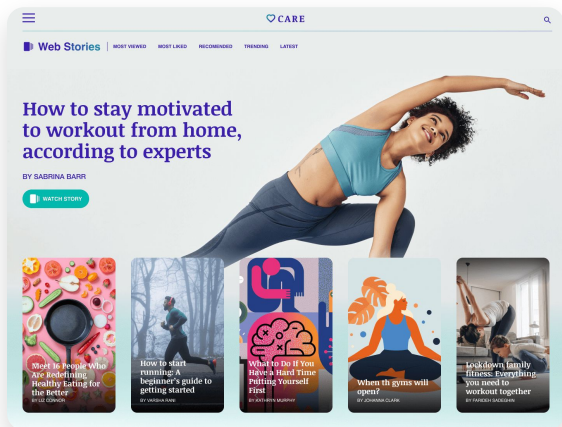 CARE
Web Stories
MOST VIEWED
MOST LIKED
RECOMENDED
TRENDING
LATEST
How to stay motivated
to workout from home,
according to experts
BY SABRINA BARR
WATCH STORY
Meet 16 People Who
Are Redefining
Healthy Eating for
the Better
BY LIZ CONNOR
How to start
running: A
beginner's guide to
getting started
BY VARSHA RANI
What to Do If You
Have a Hard Time
Putting Yourself
First
BY KATHRYN MURPHY
When th gyms will
open?
BY JOHANNA CLARK
Lockdown family
fitness: Everything
you need to
workout together
BY FARIDEH SADEGHIN